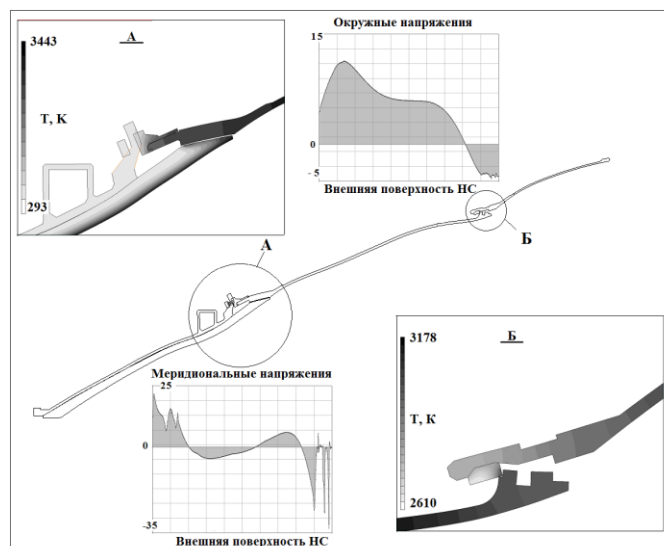 Окружные напряжения
15
0
- 5
Внешняя поверхность НС
3443
А
Т, К
293
А
Б
Меридиональные напряжения
25
0
-35
Внешняя поверхность НС
3178
Б
Т, К
2610